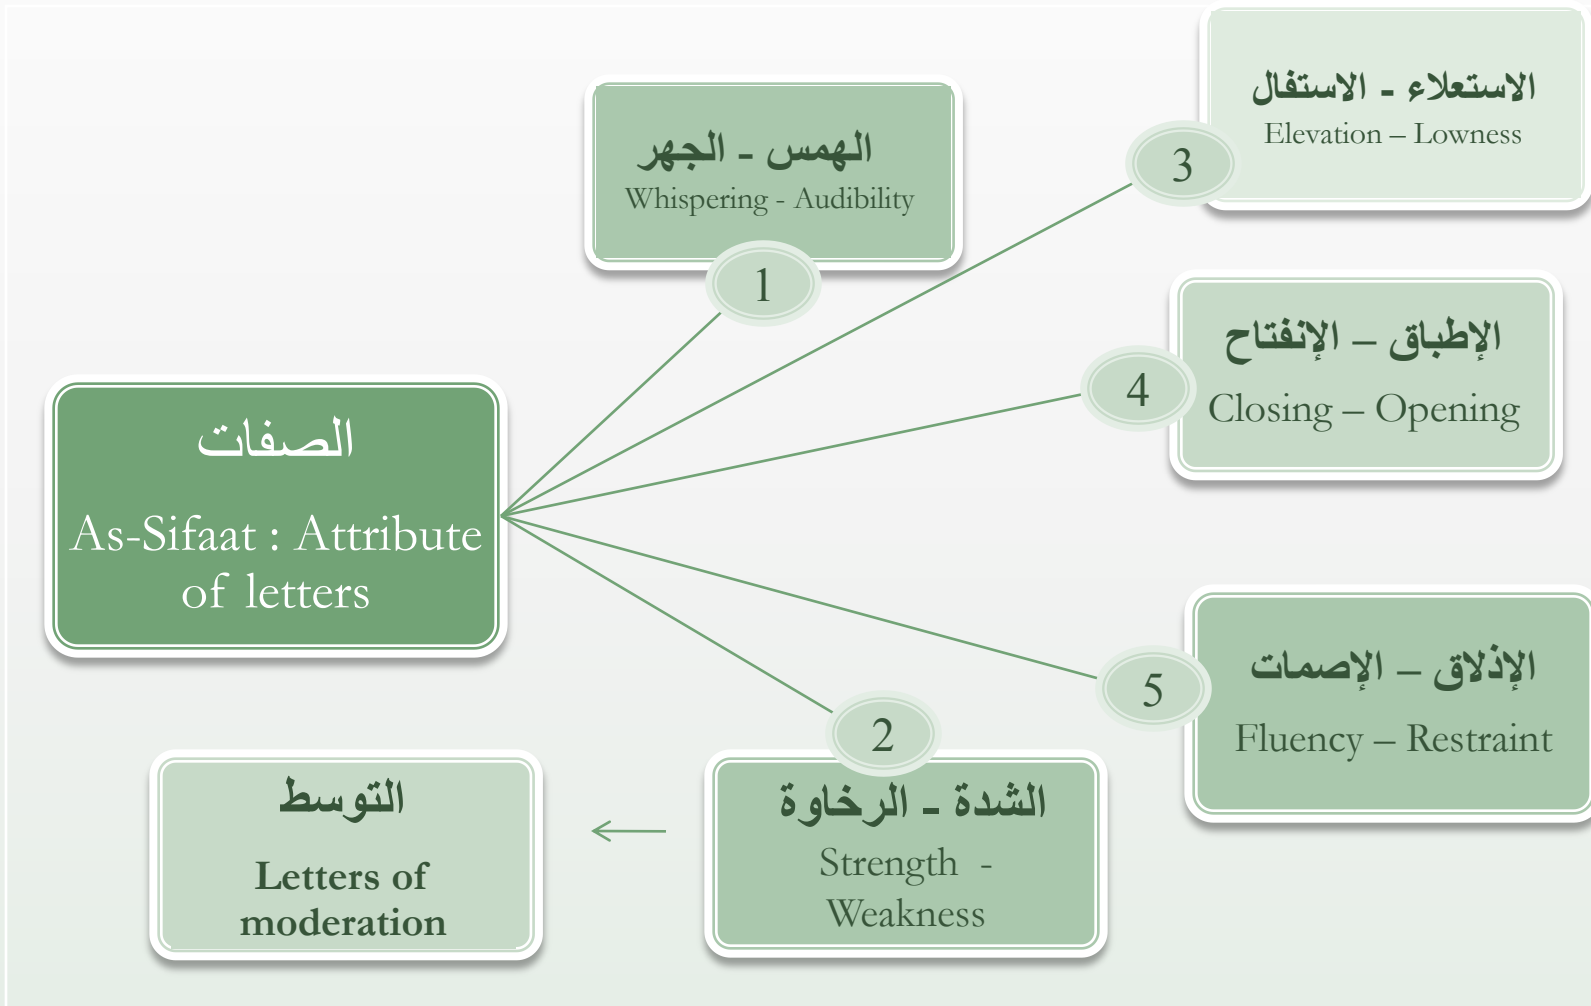 الصفات
As-Sifaat : Attribute
of letters
1
الهمس - الجهر
Whispering - Audibility
2
الشدة - الرخاوة
Strength -
Weakness
التوسط
Letters of
moderation
3
الاستعلاء - الاستفال
Elevation – Lowness
4
الإطباق – الإنفتاح
Closing – Opening
5
الإذلاق – الإصمات
Fluency – Restraint